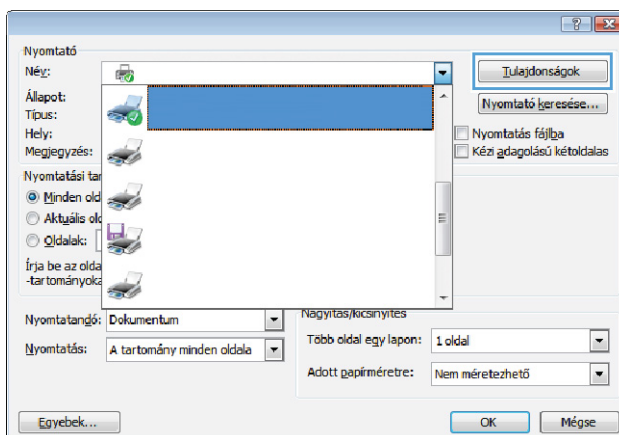 Nyomtató
Név:
Tulajdonságok
Állapot:
Nyomtató keresése...
Típus:
Hely:
Nyomtatás fájlba
Megjegyzés:
Kézi adagolású kétoldalas
Nyomtatási tar
Minden old
Aktuális olo
Oldalak:
Írja be az olda
-tartományoka
Nyomtatandó: Dokumentum
Nagyítás/kicsinyítés
Nyomtatás: A tartomány minden oldala
Több oldal egy lapon: 1 oldal
Adott papírméretre: Nem méretezhető
Egyebek...
OK
Mégse